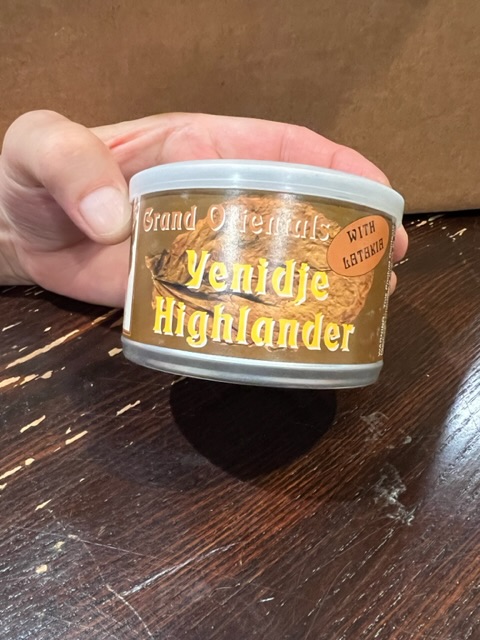 Grand Orientals
WITH
LATAKIA
Yenidje
Highlander